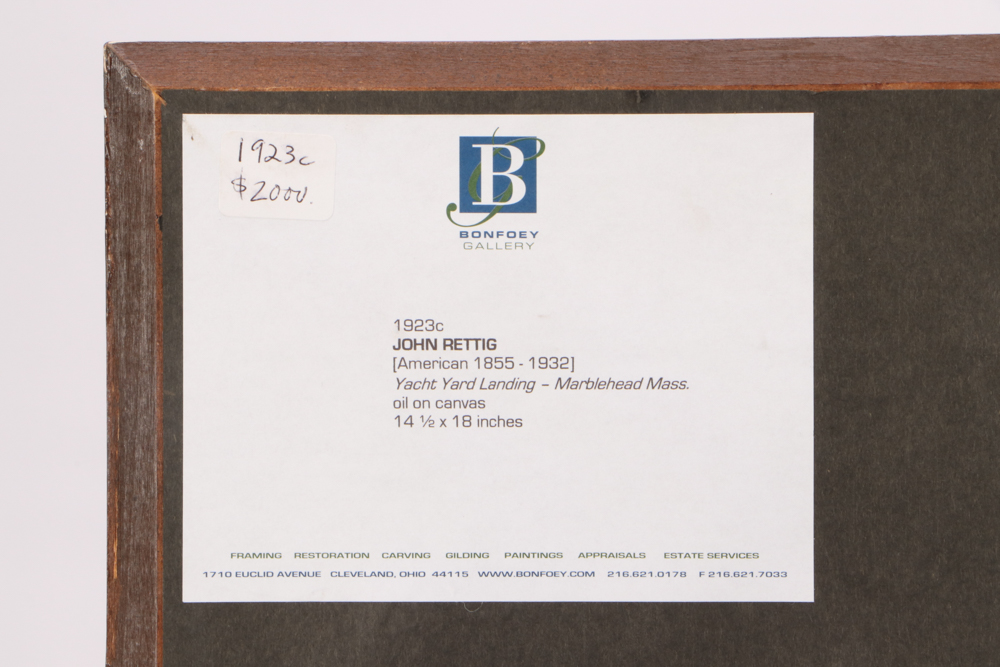 1923c
$2000.
B
G
BONFOEY
GALLERY
1923c
JOHN RETTIG
[American 1855 - 1932]
Yacht Yard Landing – Marblehead Mass.
oil on canvas
14 ½ x 18 inches
FRAMING RESTORATION CARVING GILDING PAINTINGS APPRAISALS ESTATE SERVICES
1710 EUCLID AVENUE CLEVELAND, OHIO 44115 WWW.BONFOEY.COM 216.621.0178 F 216.621.7033